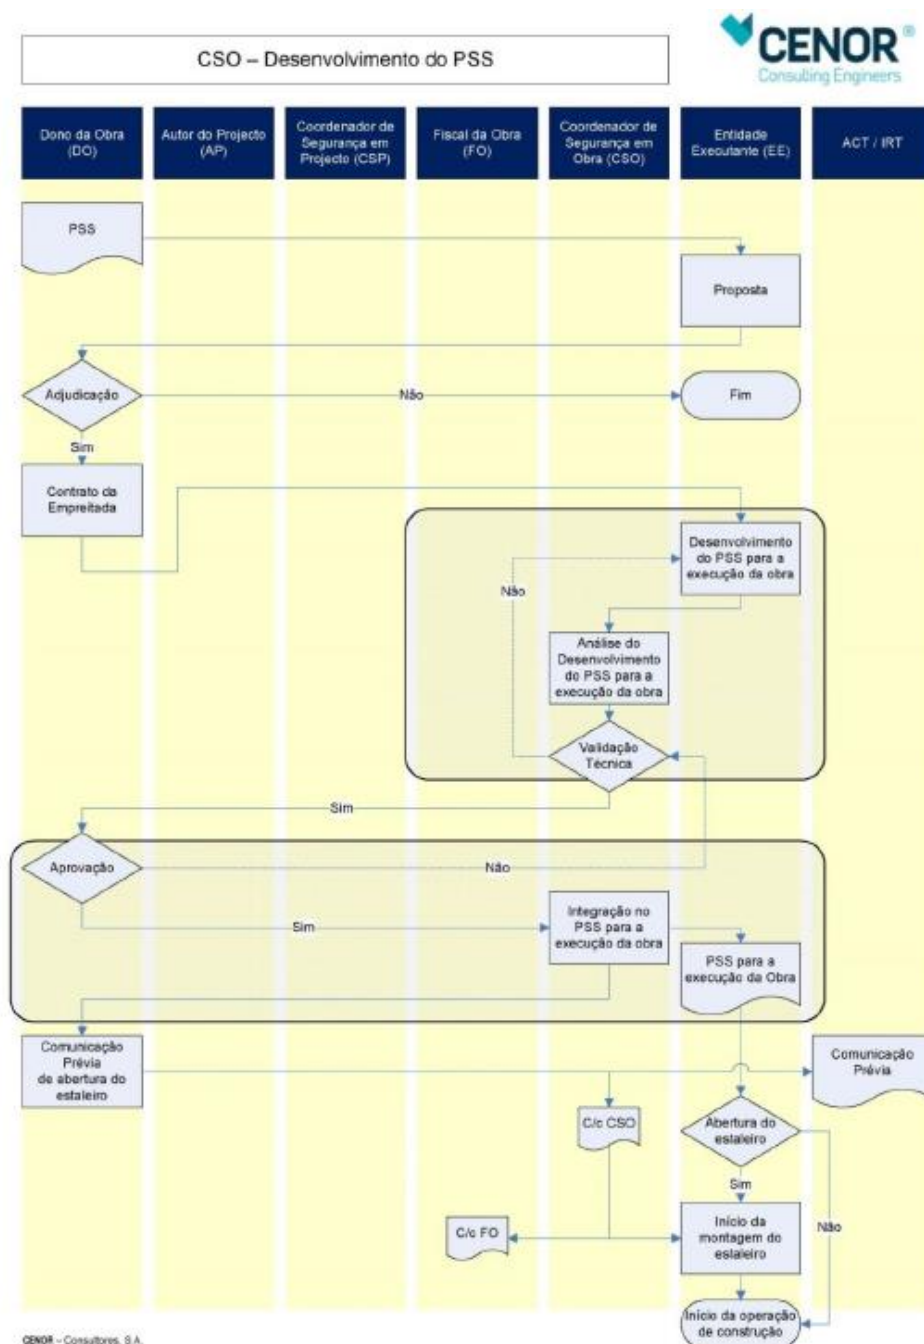 CSO – Desenvolvimento do PSS
CENOR ®
Consulting Engineers
Dono da Obra
(DO)
Autor do Projecto
(AP)
Coordenador de
Segurança em
Projecto (CSP)
Fiscal da Obra
(FO)
Coordenador de
Segurança em
Obra (CSO)
Entidade
Executante (EE)
ACT / IRT
PSS
Proposta
Adjudicação
Não
Fim
Sim
Contrato da
Empreitada
Desenvolvimento
do PSS para a
execução da obra
Não
Análise do
Desenvolvimento
do PSS para a
execução da obra
Validação
Técnica
Sim
Aprovação
Não
Sim
Integração no
PSS para a
execução da obra
PSS para a
execução da Obra
Comunicação
Prévia
de abertura do
estaleiro
Comunicação
Prévia
C/c CSO
Abertura do
estaleiro
Sim
Não
C/c FO
Início da
montagem do
estaleiro
Início da operação
de construção
CENOR – Consultores, S.A.